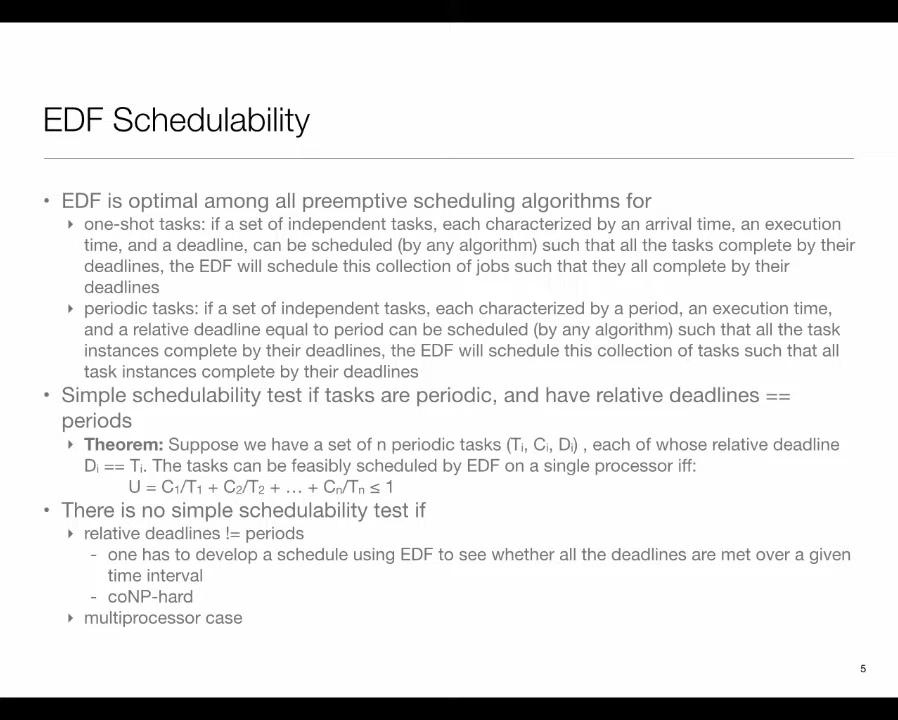 EDF Schedulability
• EDF is optimal among all preemptive scheduling algorithms for
‣ one-shot tasks: if a set of independent tasks, each characterized by an arrival time, an execution
time, and a deadline, can be scheduled (by any algorithm) such that all the tasks complete by their
deadlines, the EDF will schedule this collection of jobs such that they all complete by their
deadlines
‣ periodic tasks: if a set of independent tasks, each characterized by a period, an execution time,
and a relative deadline equal to period can be scheduled (by any algorithm) such that all the task
instances complete by their deadlines, the EDF will schedule this collection of tasks such that all
task instances complete by their deadlines
• Simple schedulability test if tasks are periodic, and have relative deadlines ==
periods
‣ Theorem: Suppose we have a set of n periodic tasks (Tᵢ, Cᵢ, Dᵢ) , each of whose relative deadline
Dᵢ == Tᵢ. The tasks can be feasibly scheduled by EDF on a single processor iff:
U = C₁/T₁ + C₂/T₂ + … + Cₙ/Tₙ ≤ 1
• There is no simple schedulability test if
‣ relative deadlines != periods
- one has to develop a schedule using EDF to see whether all the deadlines are met over a given
time interval
- coNP-hard
‣ multiprocessor case
5